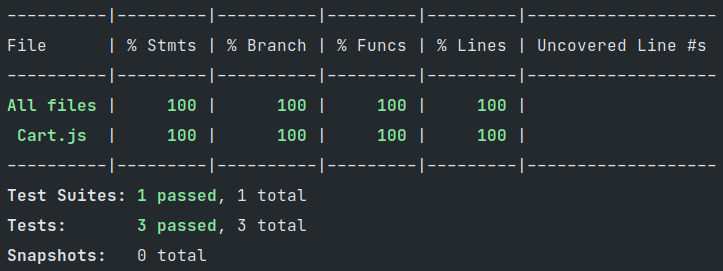 ----------|---------|----------|---------|---------|-------------------
File      | % Stmts | % Branch | % Funcs | % Lines | Uncovered Line #s
----------|---------|----------|---------|---------|-------------------
All files |     100 |      100 |     100 |     100 |
 Cart.js  |     100 |      100 |     100 |     100 |
----------|---------|----------|---------|---------|-------------------
Test Suites: 1 passed, 1 total
Tests:       3 passed, 3 total
Snapshots:   0 total